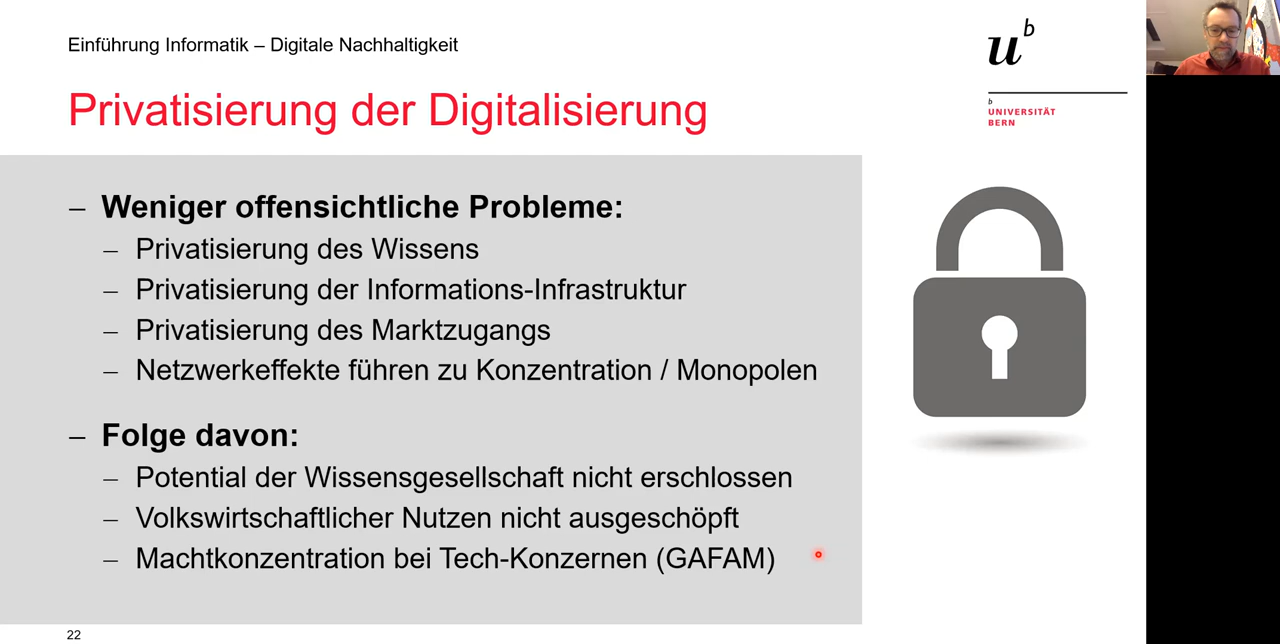 Einführung Informatik – Digitale Nachhaltigkeit
u b
b
UNIVERSITÄT
BERN
Privatisierung der Digitalisierung
– Weniger offensichtliche Probleme:
– Privatisierung des Wissens
– Privatisierung der Informations-Infrastruktur
– Privatisierung des Marktzugangs
– Netzwerkeffekte führen zu Konzentration / Monopolen
– Folge davon:
– Potential der Wissensgesellschaft nicht erschlossen
– Volkswirtschaftlicher Nutzen nicht ausgeschöpft
– Machtkonzentration bei Tech-Konzernen (GAFAM)
22